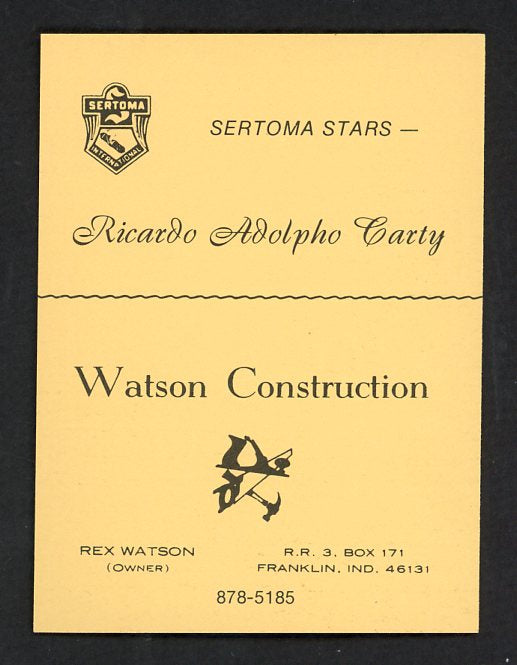 SERTOMA
INTERNATIONAL
SERTOMA STARS —
Ricardo Adolpho Carty
Watson Construction
REX WATSON
(OWNER)
R.R. 3, BOX 171
FRANKLIN, IND. 46131
878-5185